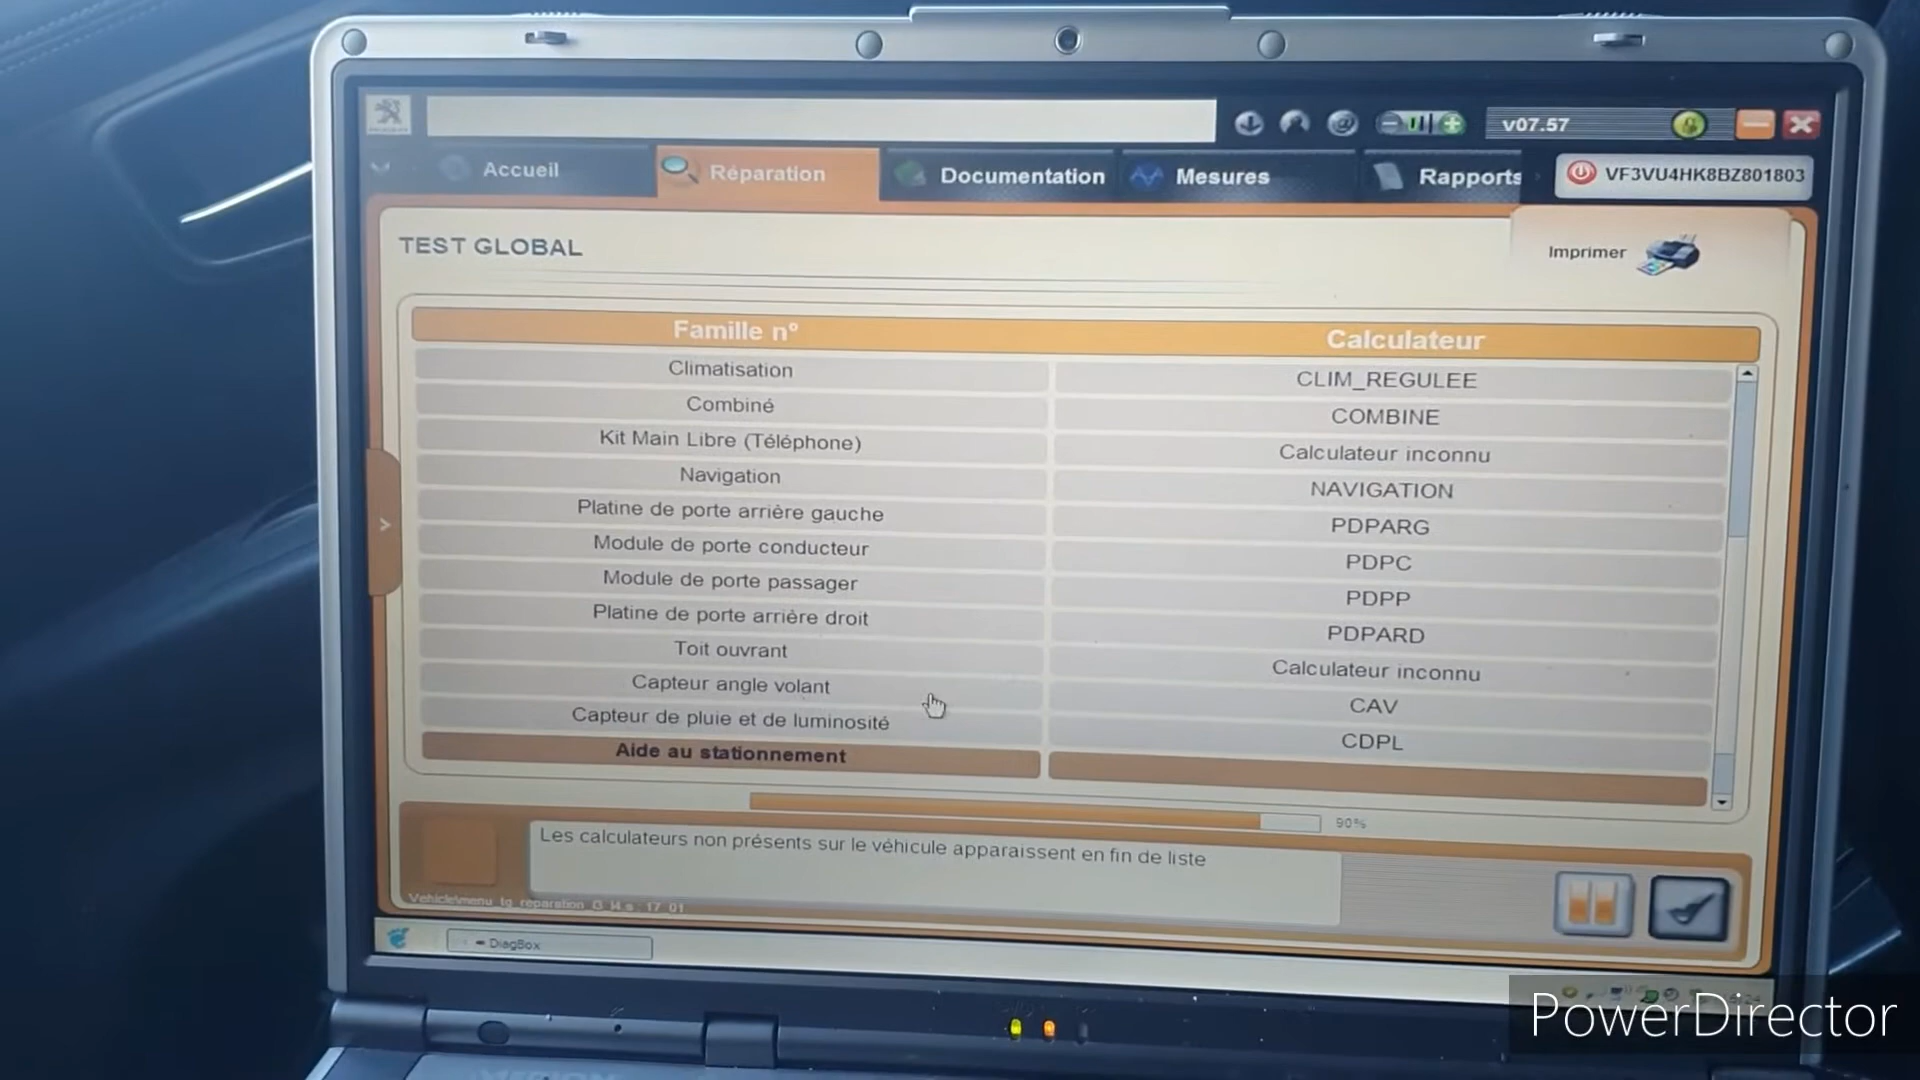 v07.57
Accueil
Réparation
Documentation
Mesures
Rapports
VF3VU4HK8BZ801803
TEST GLOBAL
Imprimer
Famille n° Calculateur
Climatisation CLIM_REGULEE
Combiné COMBINE
Kit Main Libre (Téléphone) Calculateur inconnu
Navigation NAVIGATION
Platine de porte arrière gauche PDPARG
Module de porte conducteur PDPC
Module de porte passager PDPP
Platine de porte arrière droit PDPARD
Toit ouvrant Calculateur inconnu
Capteur angle volant CAV
Capteur de pluie et de luminosité CDPL
Aide au stationnement
90%
Les calculateurs non présents sur le véhicule apparaissent en fin de liste
DiagBox
PowerDirector